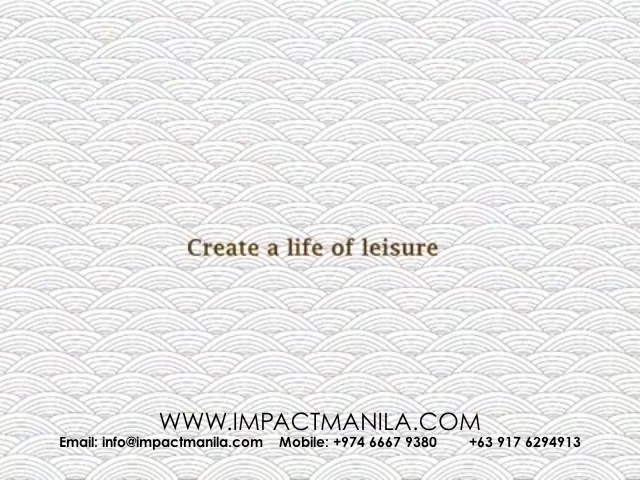 Create a life of leisure
WWW.IMPACTMANILA.COM
Email: info@impactmanila.com Mobile: +974 6667 9380 +63 917 6294913